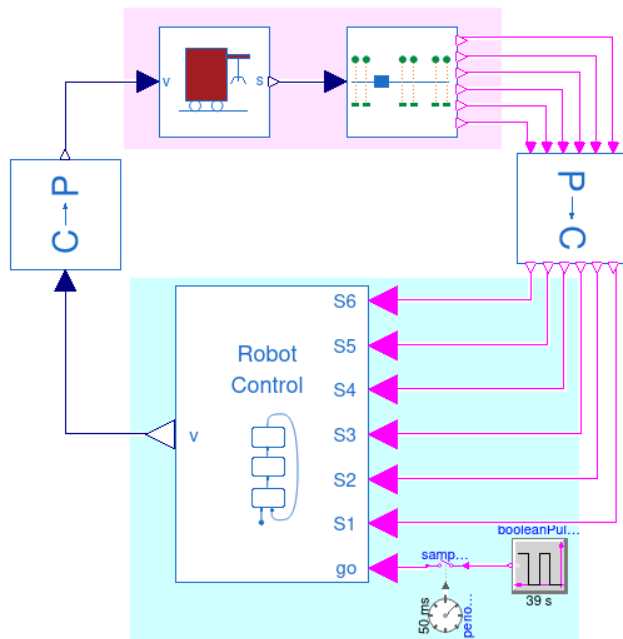 v
s
P
C
P
C
S6
S5
Robot
Control
S4
v
S3
S2
S1
booleanPul...
samp...
go
39 s
50 ms
perio...